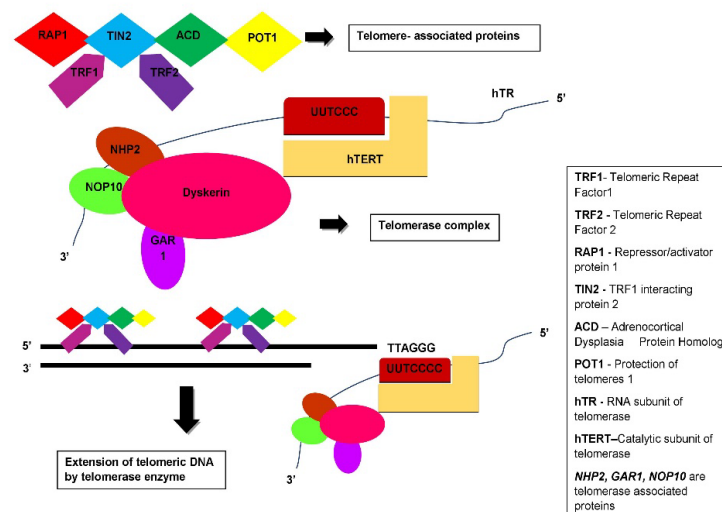 RAP1
TIN2
ACD
POT1
TRF1
TRF2
Telomere- associated proteins
hTR
5'
UUTCCC
hTERT
NHP2
NOP10
Dyskerin
GAR
1
3'
Telomerase complex
5'
3'
TTAGGG
UUTCCCC
5'
3'
Extension of telomeric DNA
by telomerase enzyme
TRF1- Telomeric Repeat
Factor1
TRF2 - Telomeric Repeat
Factor 2
RAP1 - Repressor/activator
protein 1
TIN2 - TRF1 interacting
protein 2
ACD – Adrenocortical
Dysplasia Protein Homolog
POT1 - Protection of
telomeres 1
hTR - RNA subunit of
telomerase
hTERT–Catalytic subunit of
telomerase
NHP2, GAR1, NOP10 are
telomerase associated
proteins